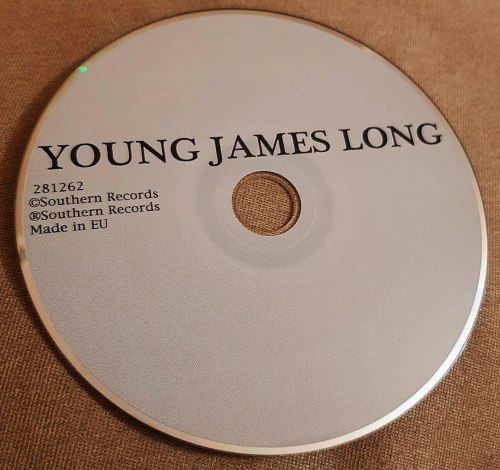 YOUNG JAMES LONG
281262
©Southern Records
®Southern Records
Made in EU